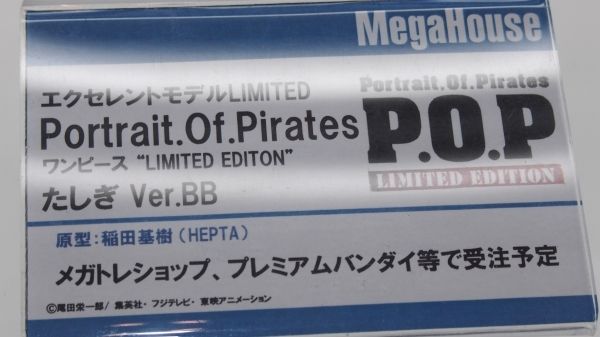 MegaHouse
エクセレントモデルLIMITED
Portrait.Of.Pirates
ワンピース “LIMITED EDITON”
たしぎ Ver.BB
Portrait.Of.Pirates
P.O.P
LIMITED EDITION
原型:稲田基樹(HEPTA)
メガトレショップ、プレミアムバンダイ等で受注予定
©尾田栄一郎/ 集英社・フジテレビ・東映アニメーション